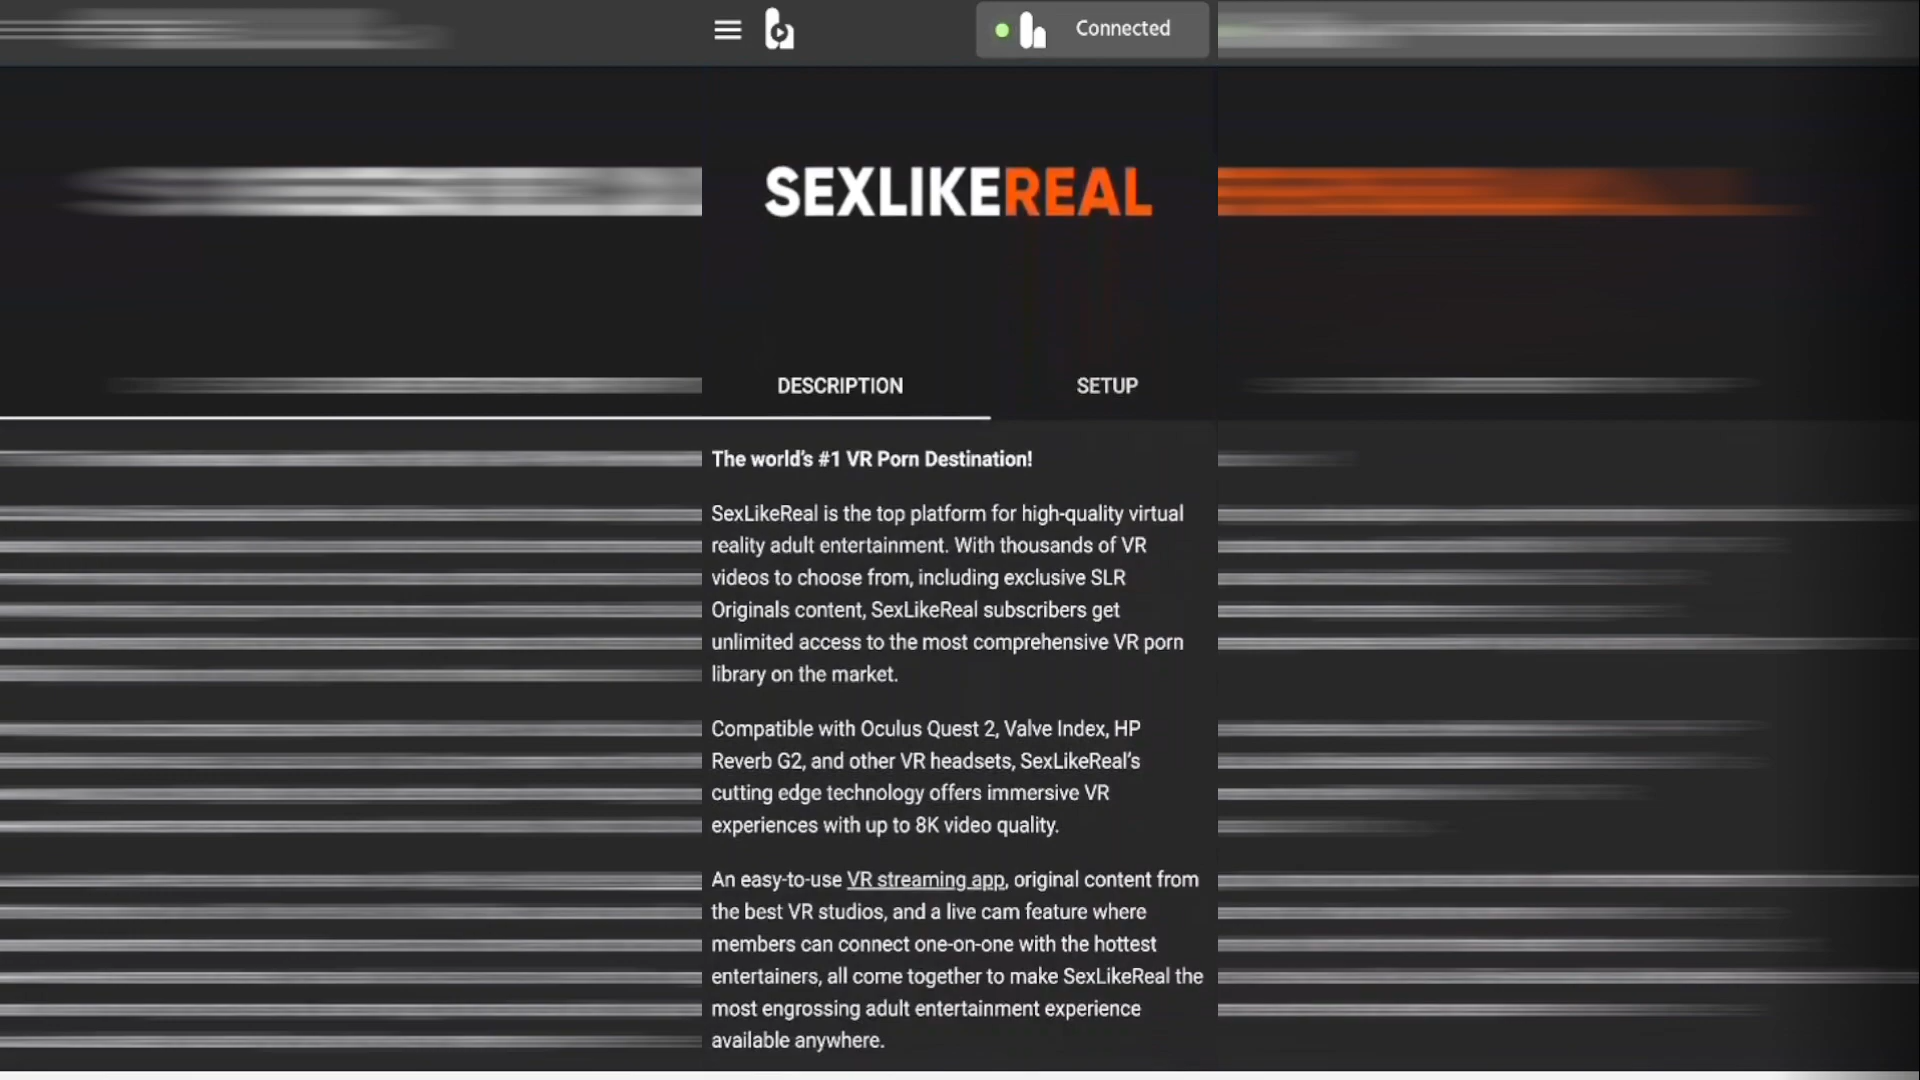 Connected
SEXLIKEREAL
DESCRIPTION SETUP
The world's #1 VR Porn Destination!
SexLikeReal is the top platform for high-quality virtual
reality adult entertainment. With thousands of VR
videos to choose from, including exclusive SLR
Originals content, SexLikeReal subscribers get
unlimited access to the most comprehensive VR porn
library on the market.
Compatible with Oculus Quest 2, Valve Index, HP
Reverb G2, and other VR headsets, SexLikeReal's
cutting edge technology offers immersive VR
experiences with up to 8K video quality.
An easy-to-use VR streaming app, original content from
the best VR studios, and a live cam feature where
members can connect one-on-one with the hottest
entertainers, all come together to make SexLikeReal the
most engrossing adult entertainment experience
available anywhere.